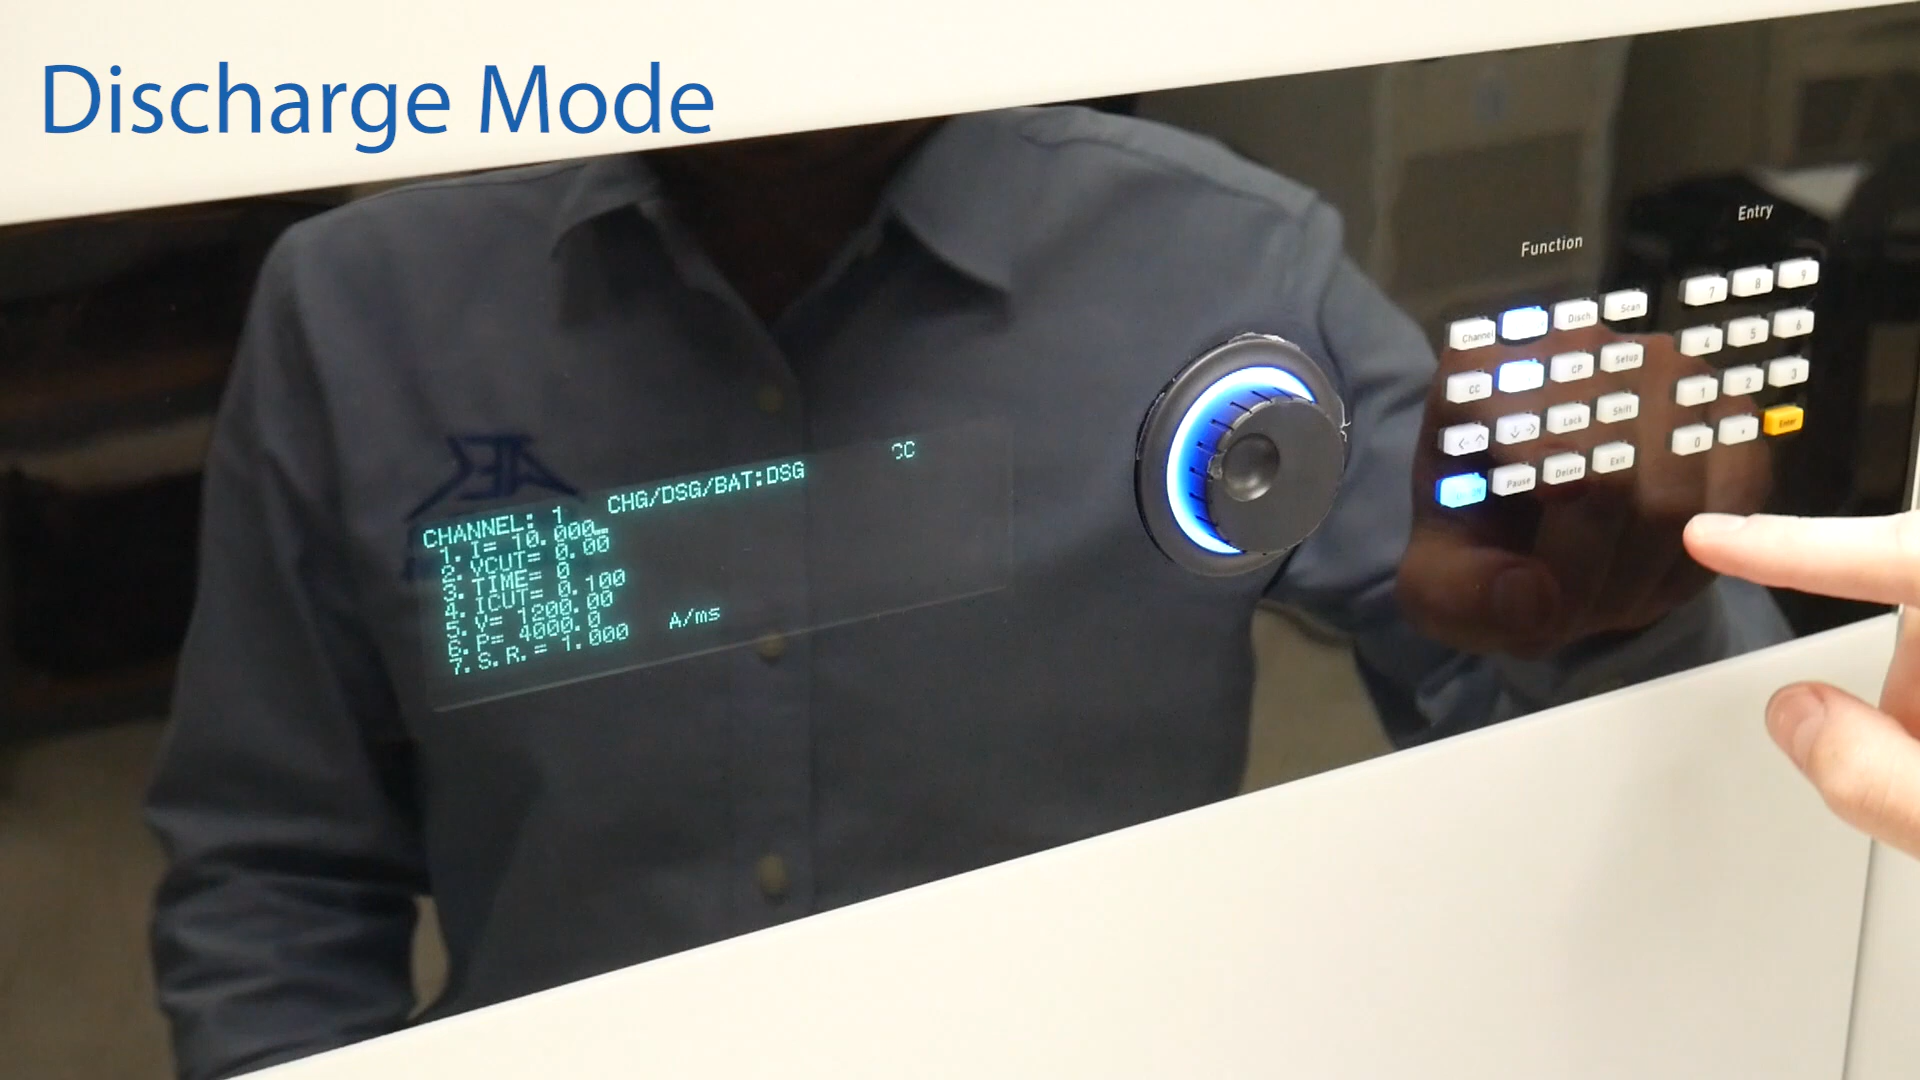 Discharge Mode
Entry
Function
7 8 9
Channel Disch. Scan
4 5 6
CC CP Setup
1 2 3
<- ↑ ↓ -> Lock Shift
0 . Enter
Pause Delete Exit
CC
CHANNEL: 1 CHG/DSG/BAT:DSG
1. I= 10.000_
2. VCUT= 0.00
3. TIME= 0
4. ICUT= 0.100
5. V= 1200.00
6. P= 4000.0
7. S.R.= 1.000 A/ms